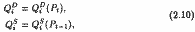 Q_t^D = Q_t^D(P_t),
(2.10)
Q_t^S = Q_t^S(P_{t-1}),